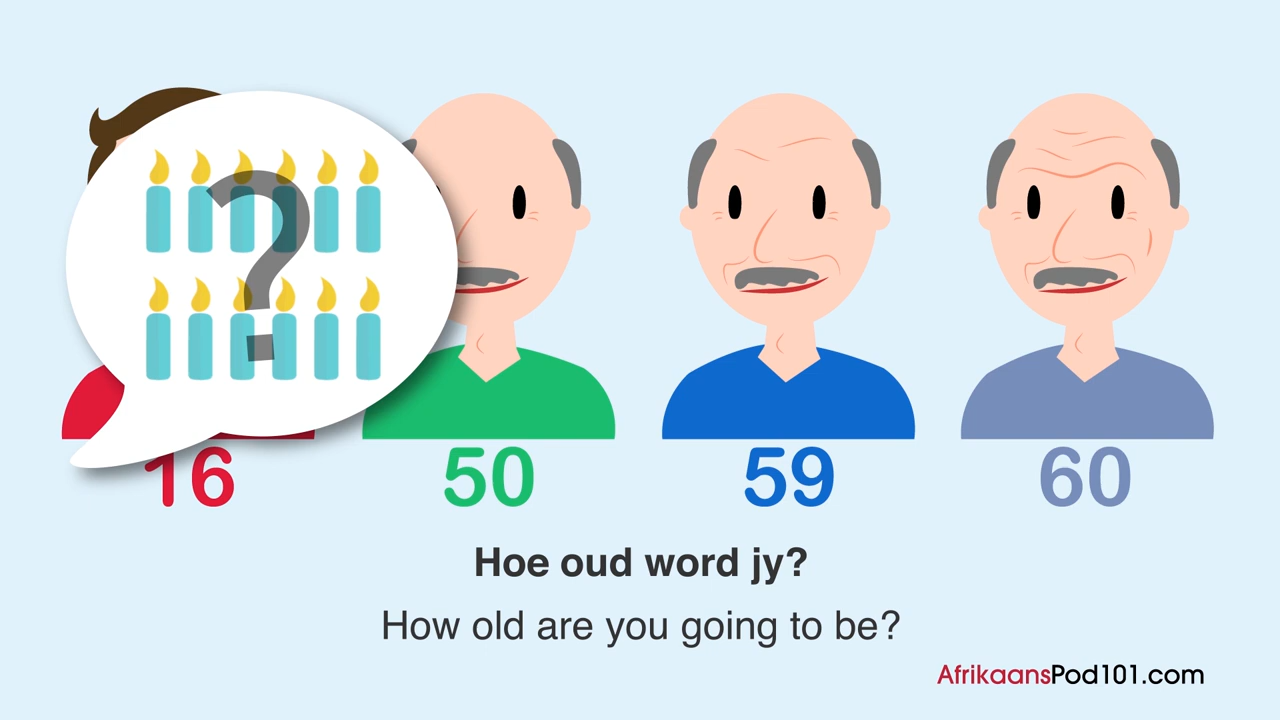 ?
16 50 59 60
Hoe oud word jy?
How old are you going to be?
AfrikaansPod101.com